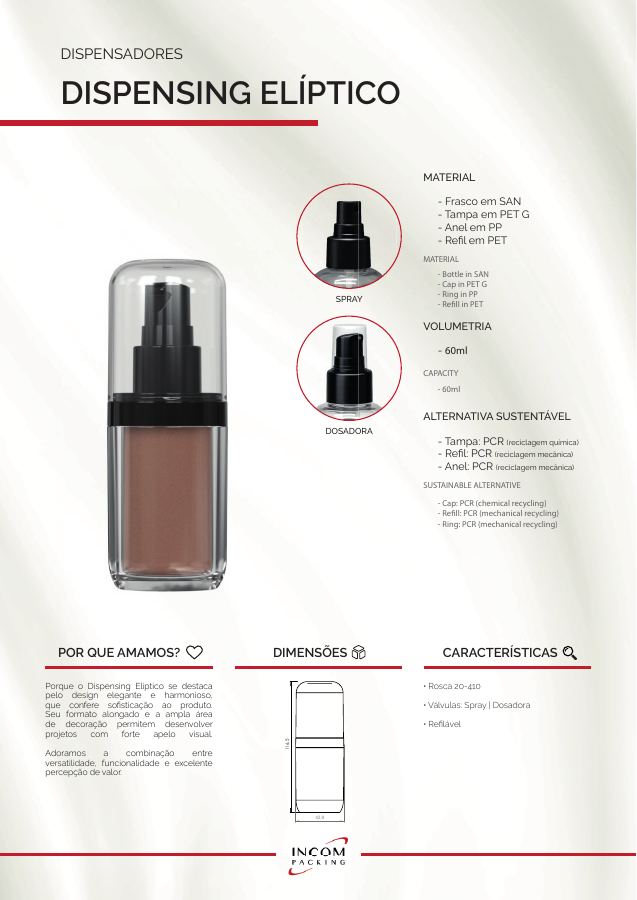 DISPENSADORES
DISPENSING ELÍPTICO
MATERIAL
- Frasco em SAN
- Tampa em PET G
- Anel em PP
- Refil em PET
MATERIAL
- Bottle in SAN
- Cap in PET G
- Ring in PP
- Refill in PET
SPRAY
VOLUMETRIA
- 60ml
CAPACITY
- 60ml
DOSADORA
ALTERNATIVA SUSTENTÁVEL
- Tampa: PCR (reciclagem química)
- Refil: PCR (reciclagem mecânica)
- Anel: PCR (reciclagem mecânica)
SUSTAINABLE ALTERNATIVE
- Cap: PCR (chemical recycling)
- Refill: PCR (mechanical recycling)
- Ring: PCR (mechanical recycling)
POR QUE AMAMOS?
Porque o Dispensing Elíptico se destaca
pelo design elegante e harmonioso,
que confere sofisticação ao produto.
Seu formato alongado e a ampla área
de decoração permitem desenvolver
projetos com forte apelo visual.
Adoramos a combinação entre
versatilidade, funcionalidade e excelente
percepção de valor.
DIMENSÕES
CARACTERÍSTICAS
• Rosca 20-410
• Válvulas: Spray | Dosadora
• Refilável
INCOM
PACKING